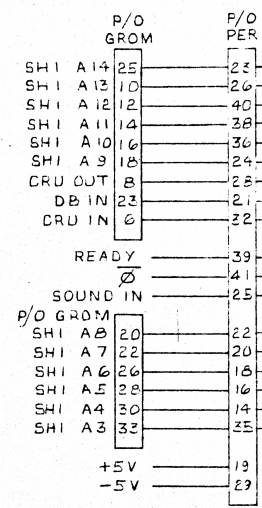 P/O GROM P/O PER
SH1 A14 25 23
SH1 A13 10 26
SH1 A12 12 40
SH1 A11 14 38
SH1 A10 16 36
SH1 A9 18 24
CRU OUT 8 28
DB IN 23 21
CRU IN 6 32
READY 39
Ø̅ 41
SOUND IN 25
P/O GROM
SH1 A8 20 22
SH1 A7 22 20
SH1 A6 26 18
SH1 A5 28 16
SH1 A4 30 14
SH1 A3 33 35
+5V 19
-5V 29